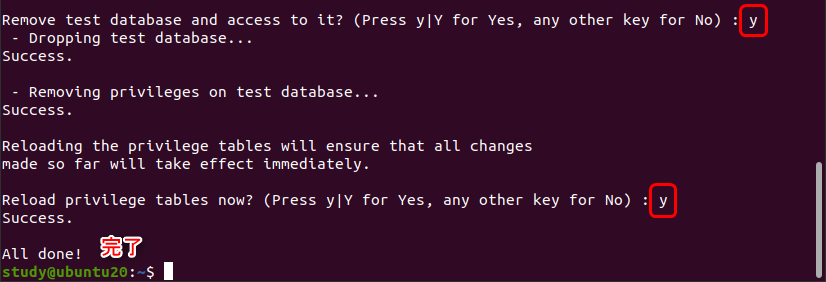 Remove test database and access to it? (Press y|Y for Yes, any other key for No) : y
 - Dropping test database...
Success.

 - Removing privileges on test database...
Success.

Reloading the privilege tables will ensure that all changes
made so far will take effect immediately.

Reload privilege tables now? (Press y|Y for Yes, any other key for No) : y
Success.

All done! 完了
study@ubuntu20:~$